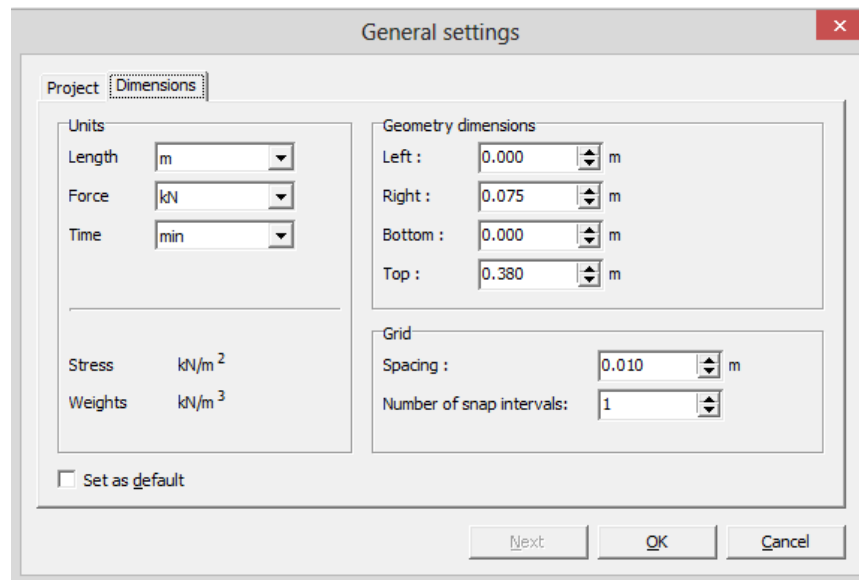 General settings
Project Dimensions
Units
Length m
Force kN
Time min
Stress kN/m 2
Weights kN/m 3
Geometry dimensions
Left : 0.000 m
Right : 0.075 m
Bottom : 0.000 m
Top : 0.380 m
Grid
Spacing : 0.010 m
Number of snap intervals: 1
Set as default
Next OK Cancel